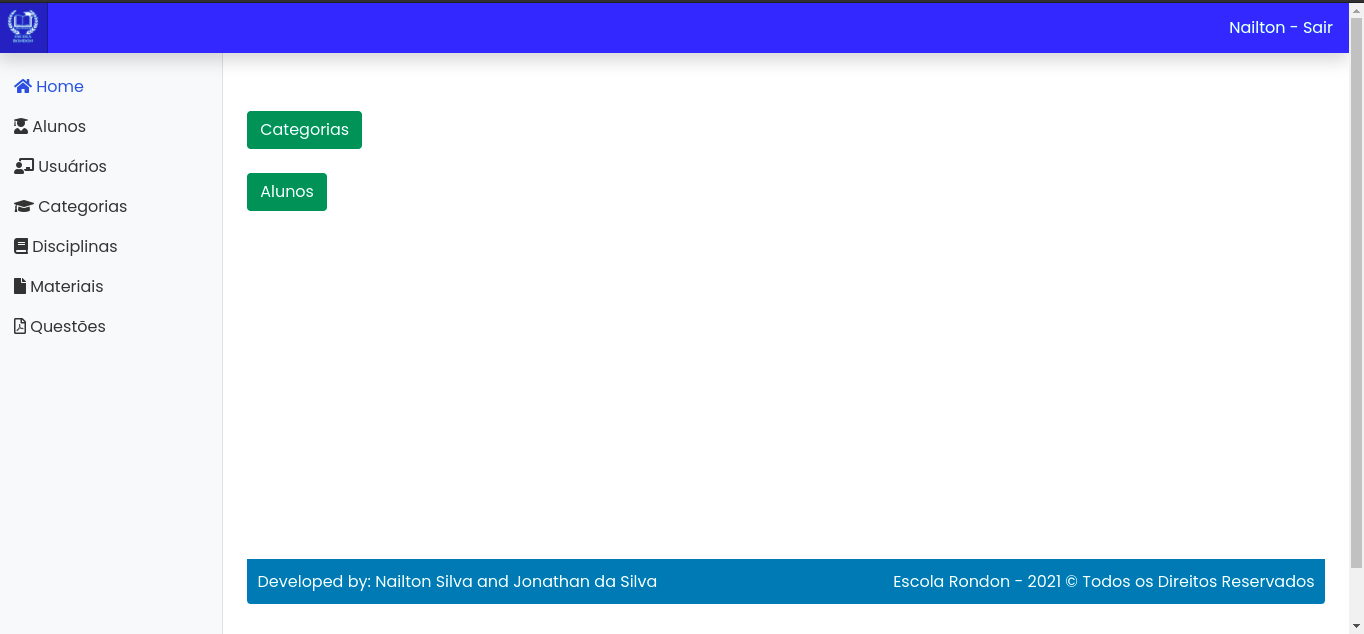 Nailton - Sair
Home
Alunos
Usuários
Categorias
Disciplinas
Materiais
Questões
Categorias
Alunos
Developed by: Nailton Silva and Jonathan da Silva
Escola Rondon - 2021 © Todos os Direitos Reservados